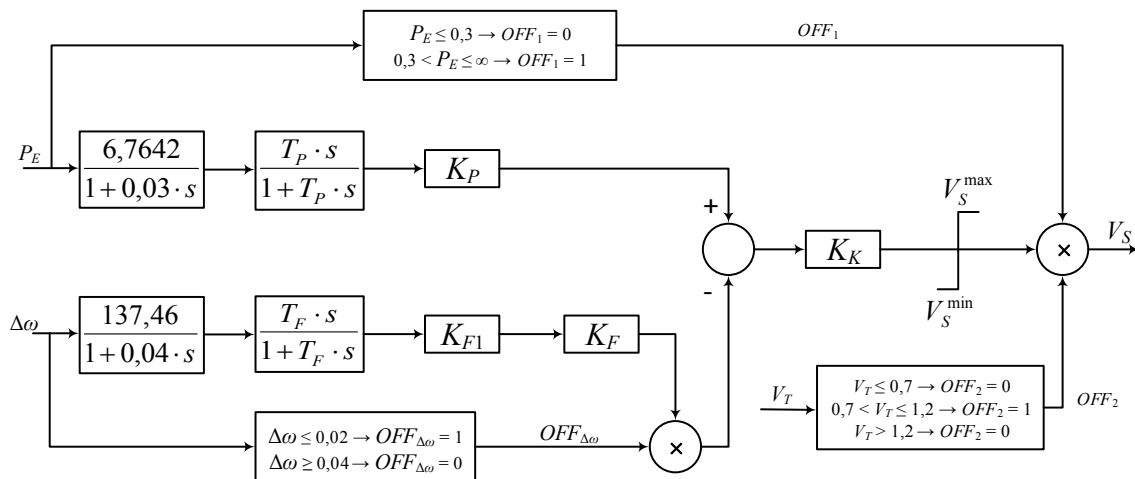 P_E ≤ 0,3 → OFF_1 = 0
0,3 < P_E ≤ ∞ → OFF_1 = 1
OFF_1
P_E
6,7642
1 + 0,03 · s
T_P · s
1 + T_P · s
K_P
+
-
K_K
V_S^max
V_S^min
×
V_S
Δω
137,46
1 + 0,04 · s
T_F · s
1 + T_F · s
K_F1
K_F
V_T
V_T ≤ 0,7 → OFF_2 = 0
0,7 < V_T ≤ 1,2 → OFF_2 = 1
V_T > 1,2 → OFF_2 = 0
OFF_2
Δω ≤ 0,02 → OFF_Δω = 1
Δω ≥ 0,04 → OFF_Δω = 0
OFF_Δω
×